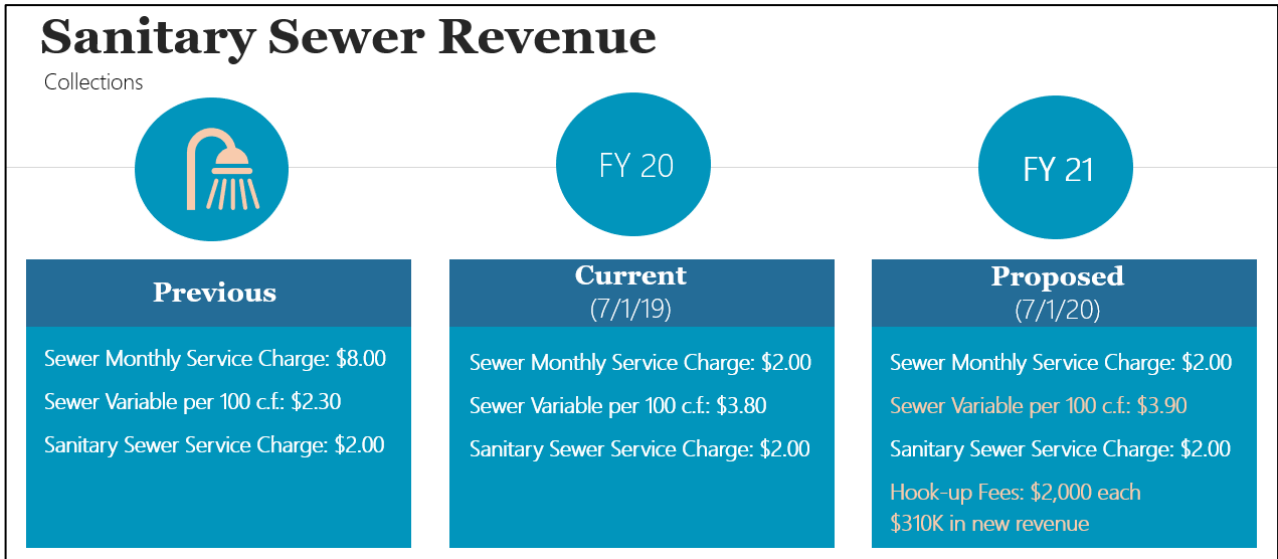 Sanitary Sewer Revenue
Collections
FY 20
FY 21
Previous
Sewer Monthly Service Charge: $8.00
Sewer Variable per 100 c.f.: $2.30
Sanitary Sewer Service Charge: $2.00
Current
(7/1/19)
Sewer Monthly Service Charge: $2.00
Sewer Variable per 100 c.f.: $3.80
Sanitary Sewer Service Charge: $2.00
Proposed
(7/1/20)
Sewer Monthly Service Charge: $2.00
Sewer Variable per 100 c.f.: $3.90
Sanitary Sewer Service Charge: $2.00
Hook-up Fees: $2,000 each
$310K in new revenue